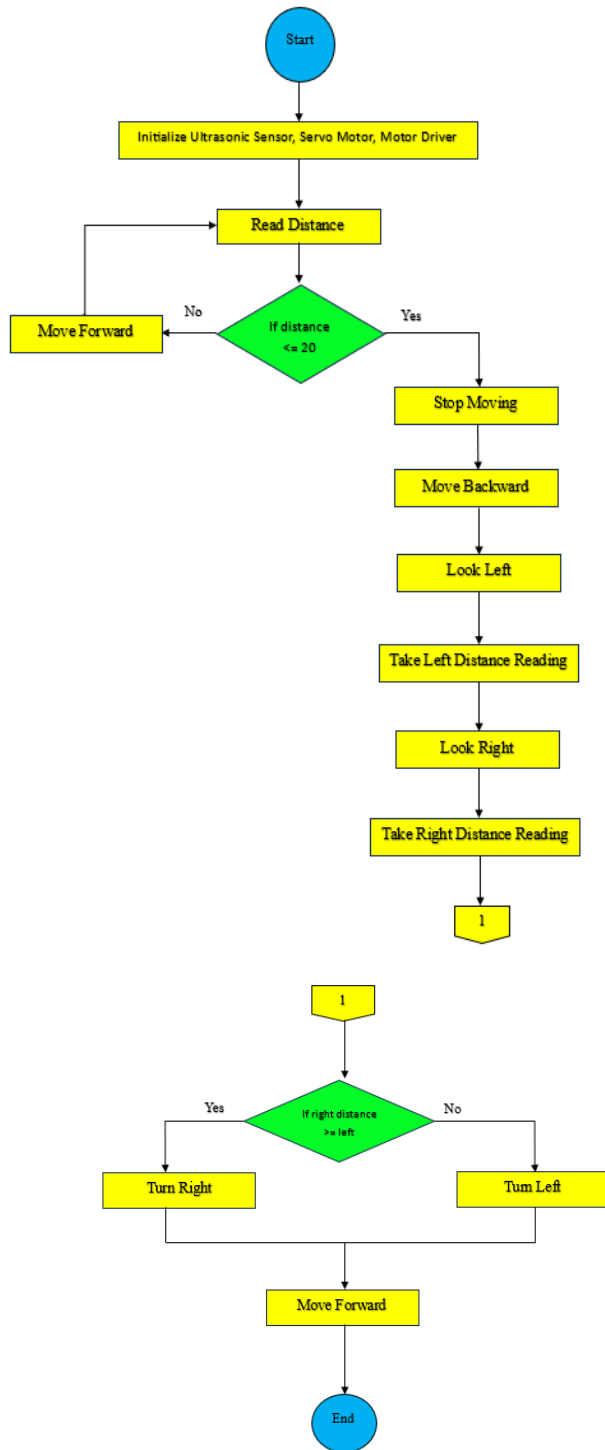 Start
Initialize Ultrasonic Sensor, Servo Motor, Motor Driver
Read Distance
No
If distance
<= 20
Yes
Move Forward
Stop Moving
Move Backward
Look Left
Take Left Distance Reading
Look Right
Take Right Distance Reading
1
1
Yes
If right distance
>= left
No
Turn Right
Turn Left
Move Forward
End